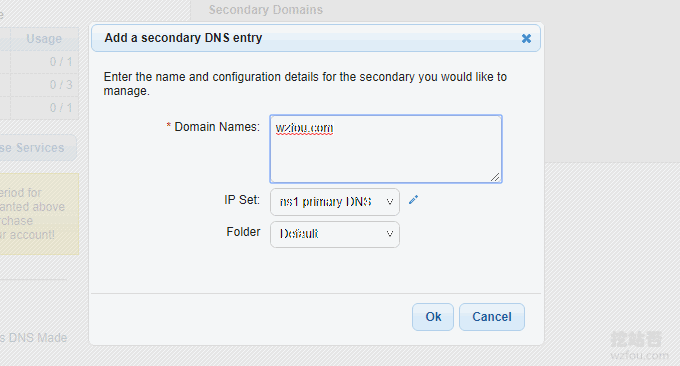 e
Secondary Domains
Usage
0 / 1
0 / 3
0 / 1
se Services
eriod for
anted above
rchase
ur account!
s DNS Made
Add a secondary DNS entry
Enter the name and configuration details for the secondary you would like to
manage.
* Domain Names:
wzfou.com
IP Set:
ns1 primary DNS
Folder
Default
Ok
Cancel
挖站否
wzfou.com